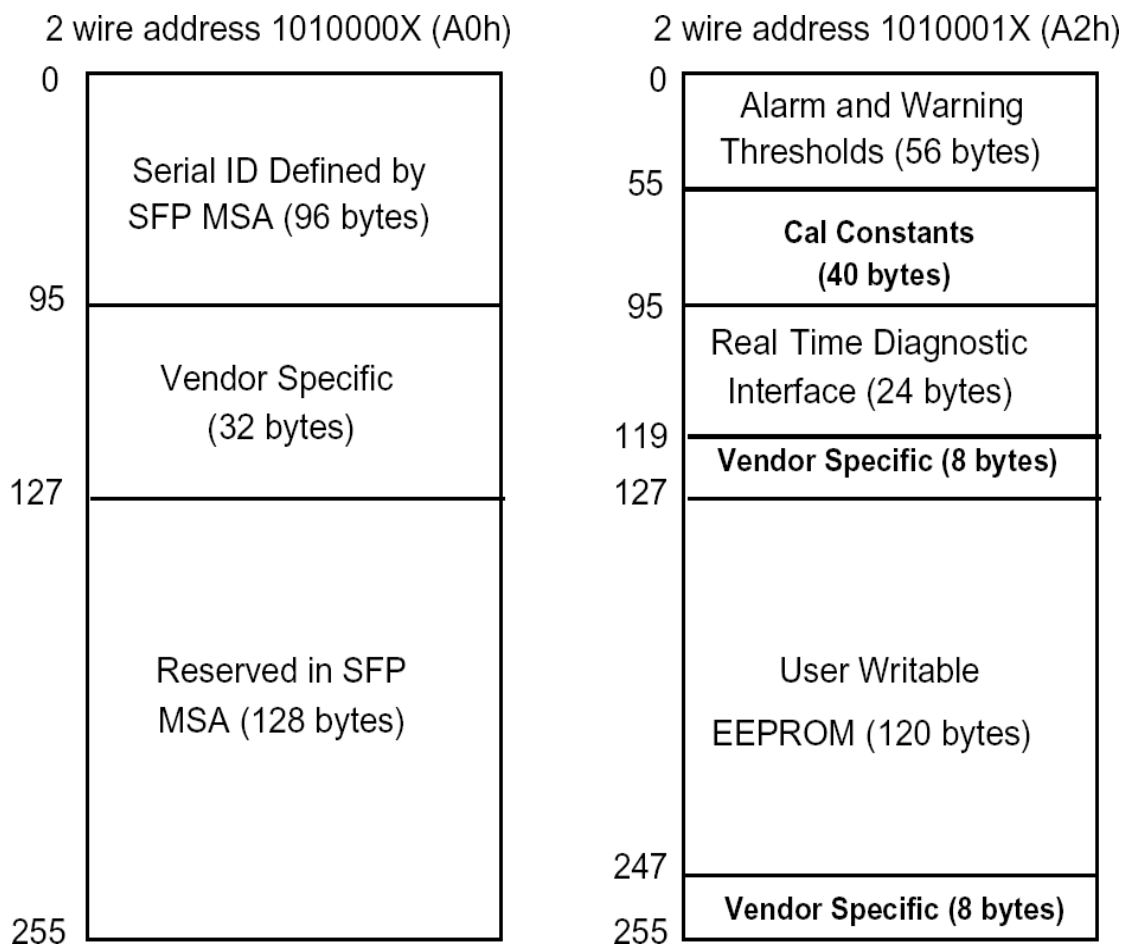 2 wire address 1010000X (A0h)
0
Serial ID Defined by
SFP MSA (96 bytes)
95
Vendor Specific
(32 bytes)
127
Reserved in SFP
MSA (128 bytes)
255
2 wire address 1010001X (A2h)
0
Alarm and Warning
Thresholds (56 bytes)
55
Cal Constants
(40 bytes)
95
Real Time Diagnostic
Interface (24 bytes)
119
Vendor Specific (8 bytes)
127
User Writable
EEPROM (120 bytes)
247
Vendor Specific (8 bytes)
255